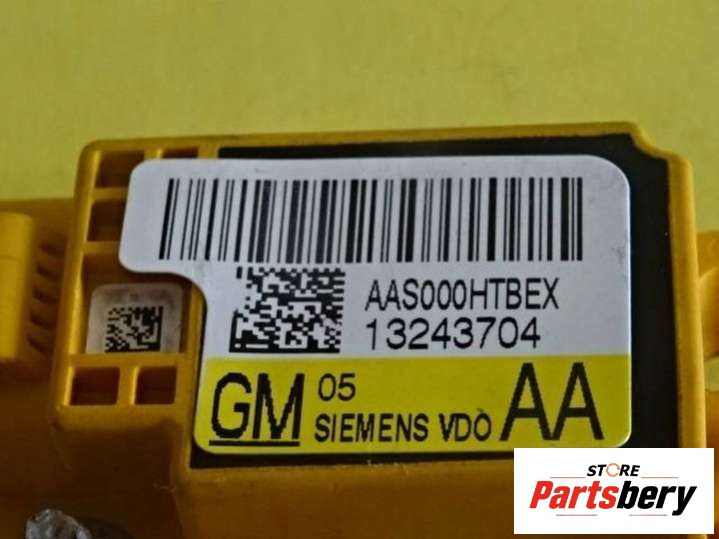 AAS000HTBEX
13243704
GM 05
SIEMENS VDO AA
STORE
Partsbery